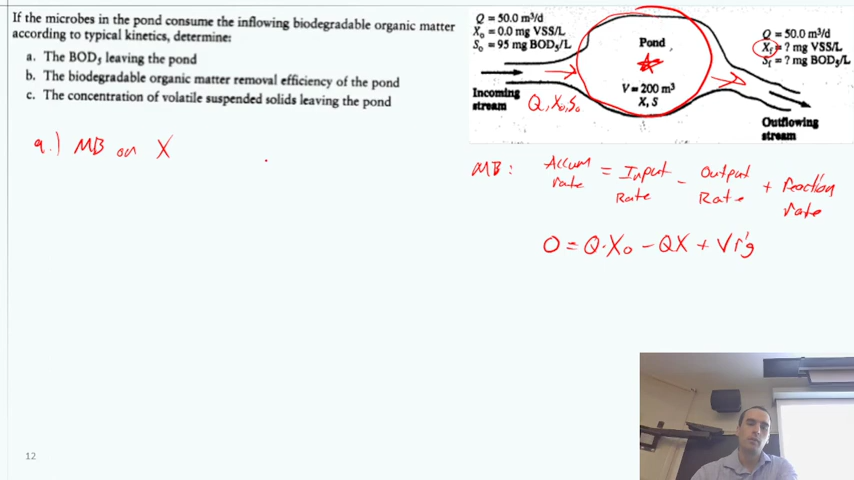 If the microbes in the pond consume the inflowing biodegradable organic matter
according to typical kinetics, determine:
a. The BOD₅ leaving the pond
b. The biodegradable organic matter removal efficiency of the pond
c. The concentration of volatile suspended solids leaving the pond
Q = 50.0 m³/d
X₀ = 0.0 mg VSS/L
S₀ = 95 mg BOD₅/L
Incoming
stream
Q, X₀, S₀
Pond
V = 200 m³
X, S
Q = 50.0 m³/d
X_f = ? mg VSS/L
S_f = ? mg BOD₅/L
Outflowing
stream
a.) MB on X
MB: Accum rate = Input Rate - Output Rate + reaction rate
0 = Q·X₀ - QX + V r'g
12